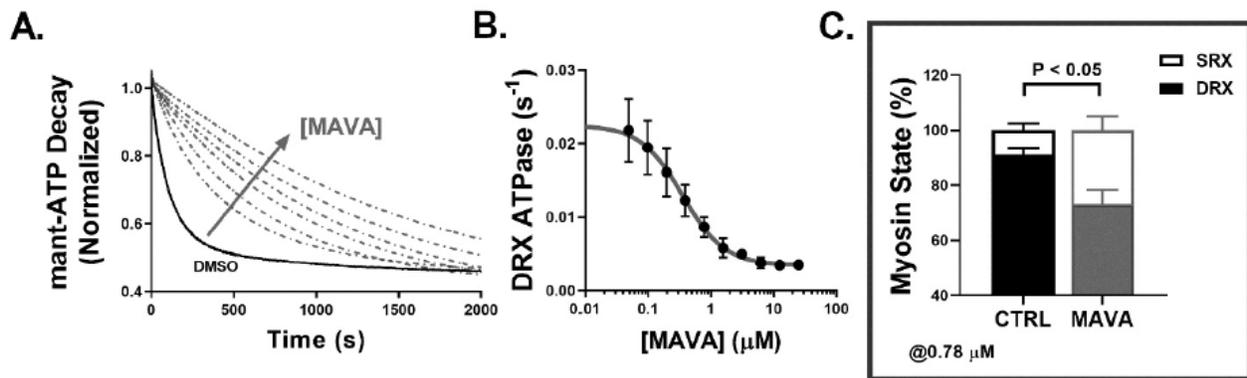 A.
mant-ATP Decay
(Normalized)
1.0
0.8
0.6
0.4
[MAVA]
DMSO
0
500
1000
1500
2000
Time (s)
B.
DRX ATPase (s-1)
0.03
0.02
0.01
0.00
0.01
0.1
1
10
100
[MAVA] (μM)
C.
SRX
DRX
P < 0.05
Myosin State (%)
120
100
80
60
40
CTRL
MAVA
@0.78 μM